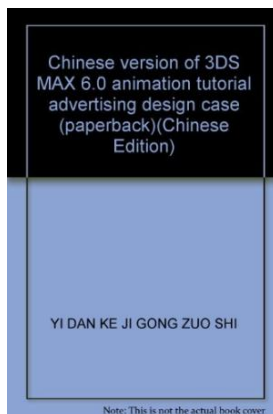 Chinese version of 3DS
MAX 6.0 animation tutorial
advertising design case
(paperback)(Chinese
Edition)
YI DAN KE JI GONG ZUO SHI
Note: This is not the actual book cover